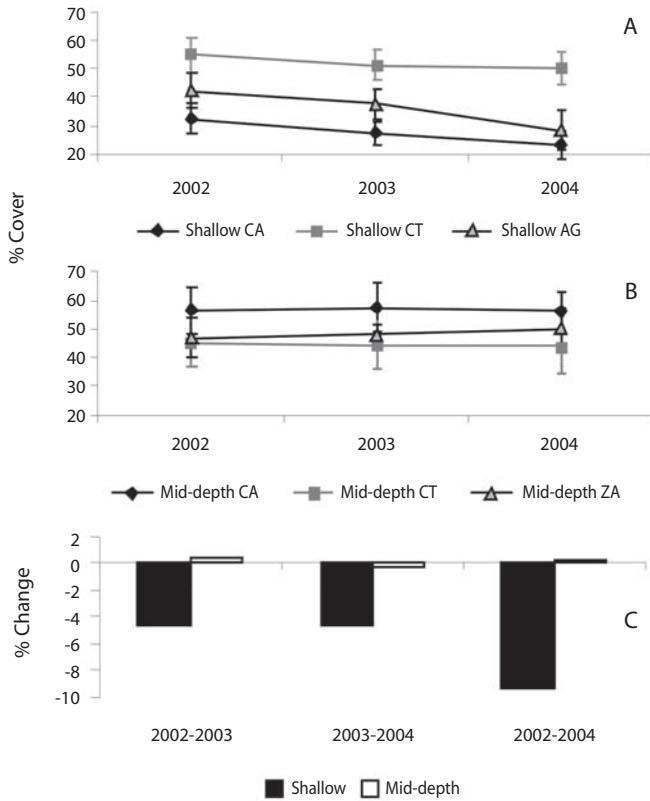 70
A
60
50
40
30
20
2002 2003 2004
Shallow CA Shallow CT Shallow AG
% Cover
70
B
60
50
40
30
20
2002 2003 2004
Mid-depth CA Mid-depth CT Mid-depth ZA
2
0
-2
-4
% Change
C
-6
-8
-10
2002-2003 2003-2004 2002-2004
Shallow Mid-depth